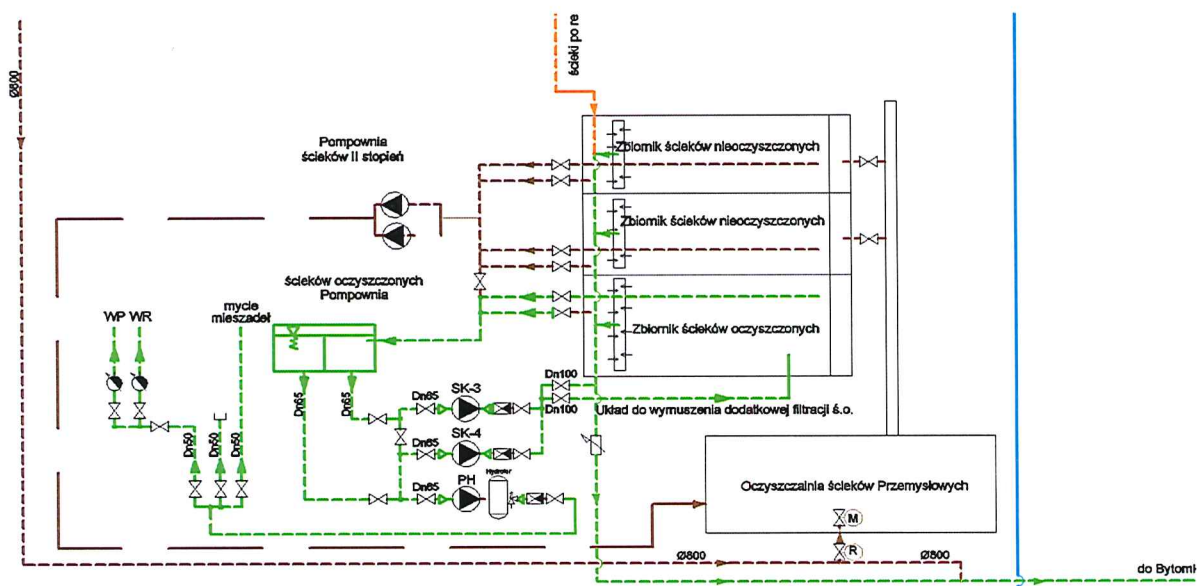 Ø800
ścieki po re
Pompownia
ścieków II stopień
Zbiornik ścieków nieoczyszczonych
Zbiornik ścieków nieoczyszczonych
ścieków oczyszczonych
Pompownia
WP WR
mycie
mieszadeł
Zbiornik ścieków oczyszczonych
Dn65
Dn65
Dn65
SK-3
Dn100
Dn100
Układ do wymuszenia dodatkowej filtracji ś.o.
Dn50
Dn50
Dn50
Dn65
SK-4
Dn65
PH
Hydrofor
Oczyszczalnia ścieków Przemysłowych
M
R
Ø800
Ø800
do Bytomk